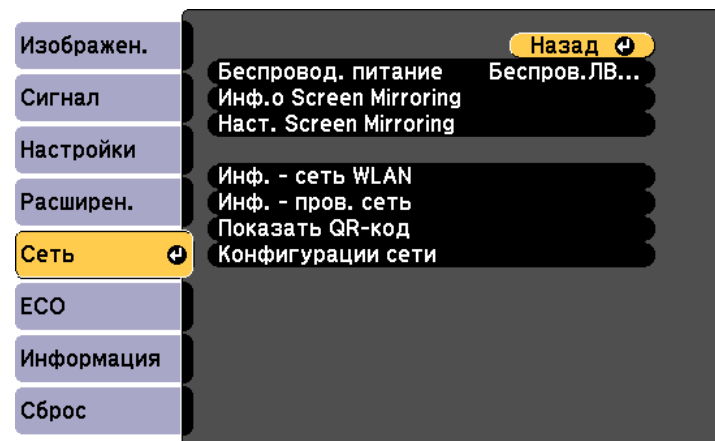 Изображен.
Сигнал
Настройки
Расширен.
Сеть
ECO
Информация
Сброс
Назад
Беспровод. питание Беспров.ЛВ...
Инф.о Screen Mirroring
Наст. Screen Mirroring
Инф. - сеть WLAN
Инф. - пров. сеть
Показать QR-код
Конфигурации сети